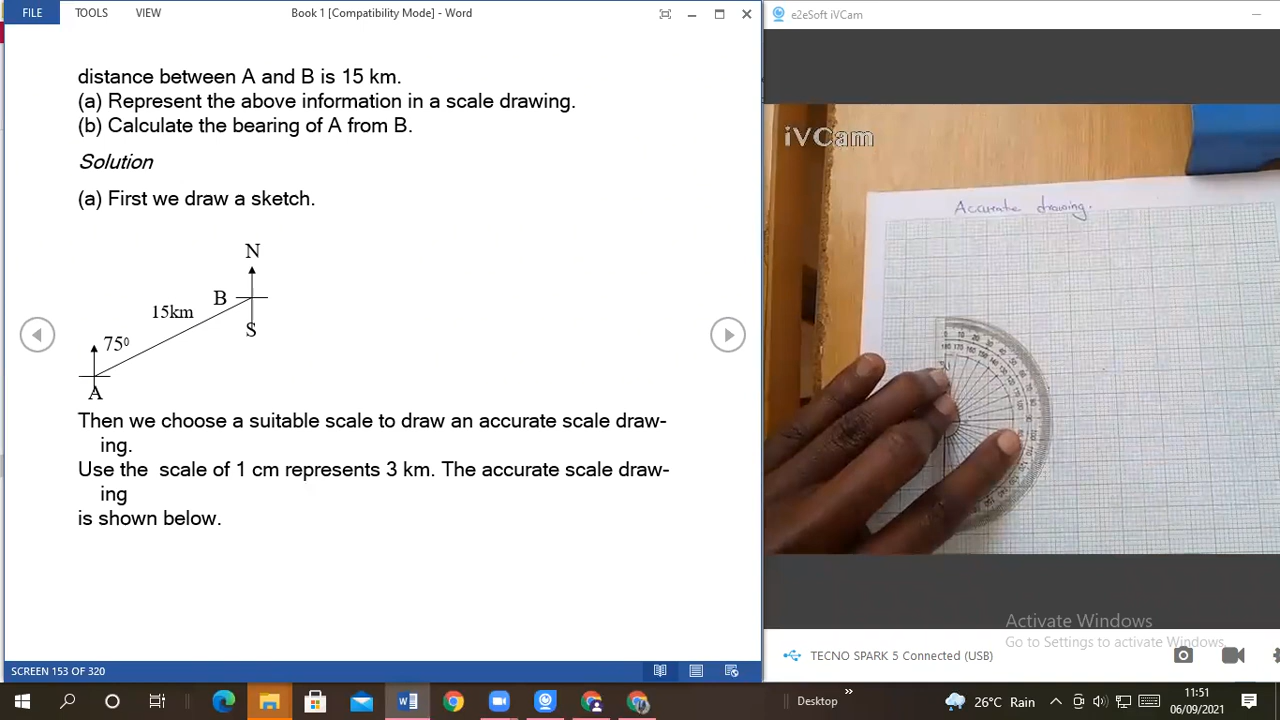 FILE TOOLS VIEW Book 1 [Compatibility Mode] - Word
distance between A and B is 15 km.
(a) Represent the above information in a scale drawing.
(b) Calculate the bearing of A from B.
Solution
(a) First we draw a sketch.
N
B
15km
S
75⁰
A
Then we choose a suitable scale to draw an accurate scale draw-
ing.
Use the scale of 1 cm represents 3 km. The accurate scale draw-
ing
is shown below.
SCREEN 153 OF 320
e2eSoft iVCam
iVCam
Accurate drawing.
Activate Windows
Go to Settings to activate Windows.
TECNO SPARK 5 Connected (USB)
Desktop
»
26°C Rain
11:51
06/09/2021